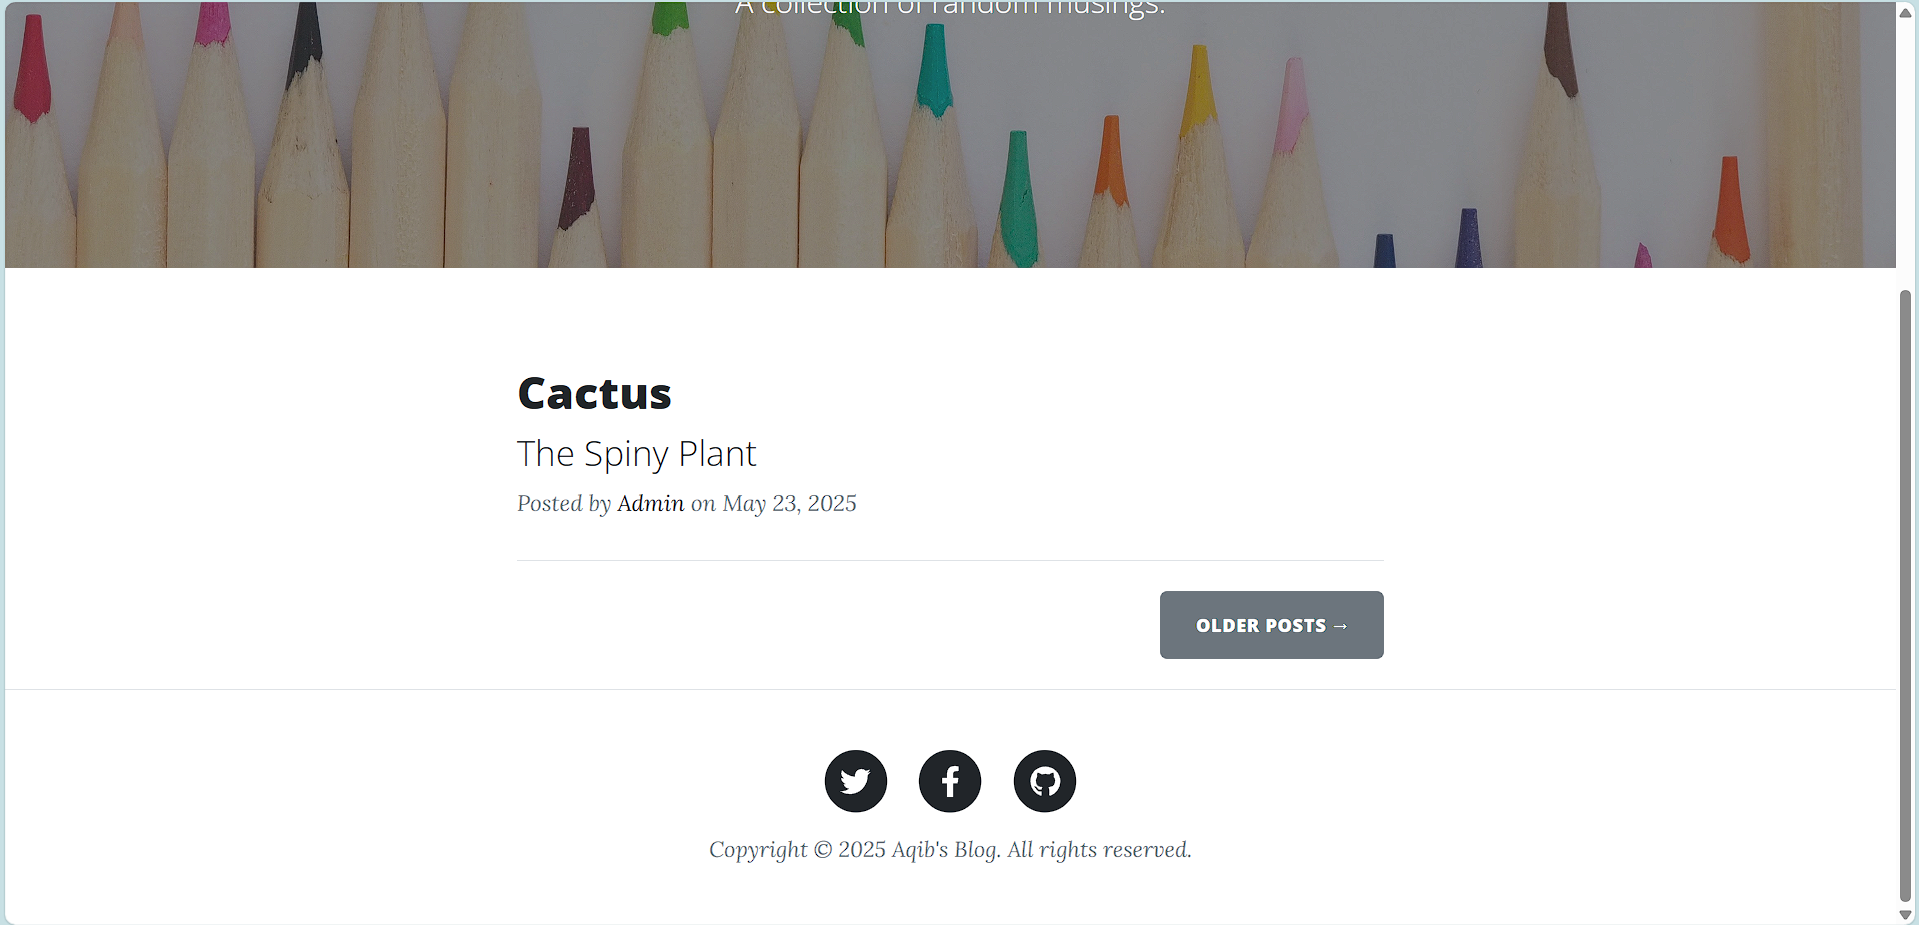 A collection of random musings.
Cactus
The Spiny Plant
Posted by Admin on May 23, 2025
OLDER POSTS →
Copyright © 2025 Aqib's Blog. All rights reserved.